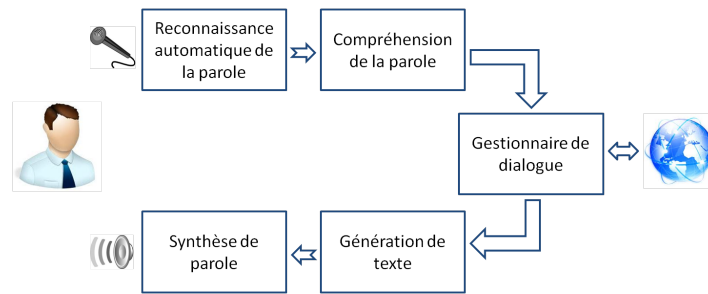 Reconnaissance
automatique de
la parole
Compréhension
de la parole
Gestionnaire de
dialogue
Synthèse de
parole
Génération de
texte